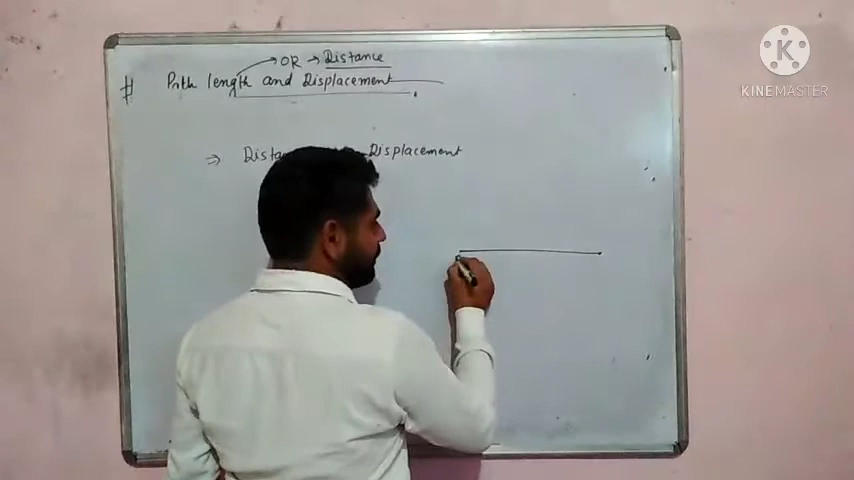 OR → Distance
# Path length and Displacement
⇒ Displacement
K
KINEMASTER